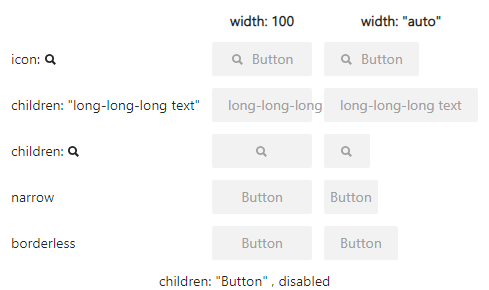 width: 100 width: "auto"
icon: Button Button
children: "long-long-long text" long-long-long long-long-long text
children:
narrow Button Button
borderless Button Button
children: "Button" , disabled